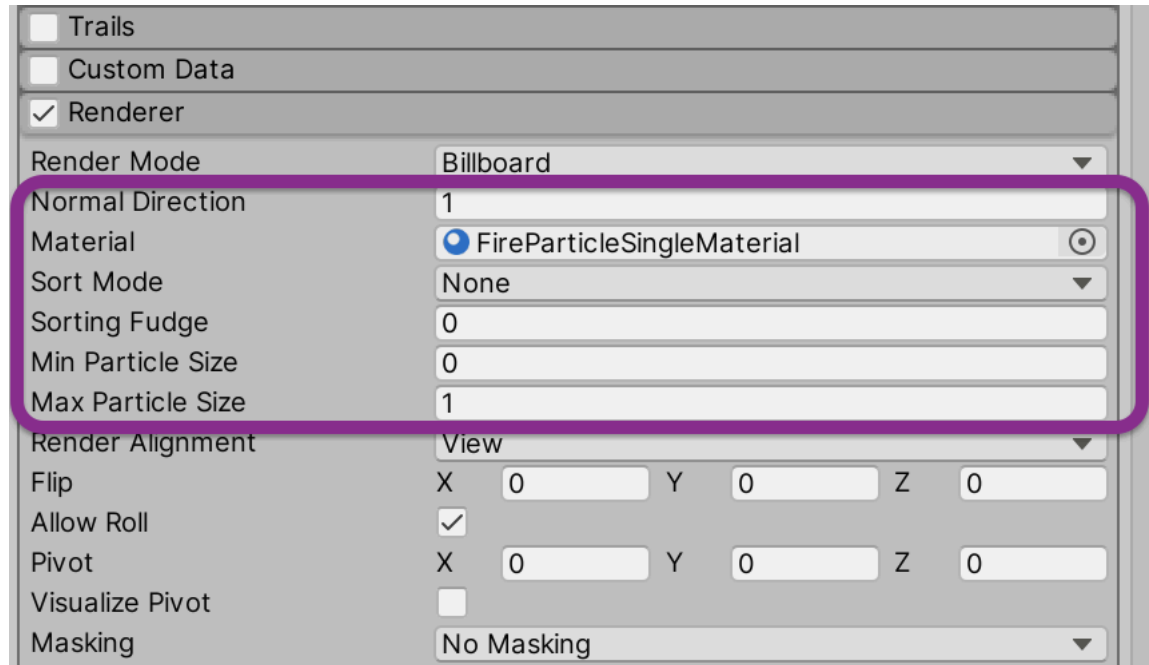 Trails
Custom Data
Renderer
Render Mode Billboard
Normal Direction 1
Material FireParticleSingleMaterial
Sort Mode None
Sorting Fudge 0
Min Particle Size 0
Max Particle Size 1
Render Alignment View
Flip X 0 Y 0 Z 0
Allow Roll
Pivot X 0 Y 0 Z 0
Visualize Pivot
Masking No Masking